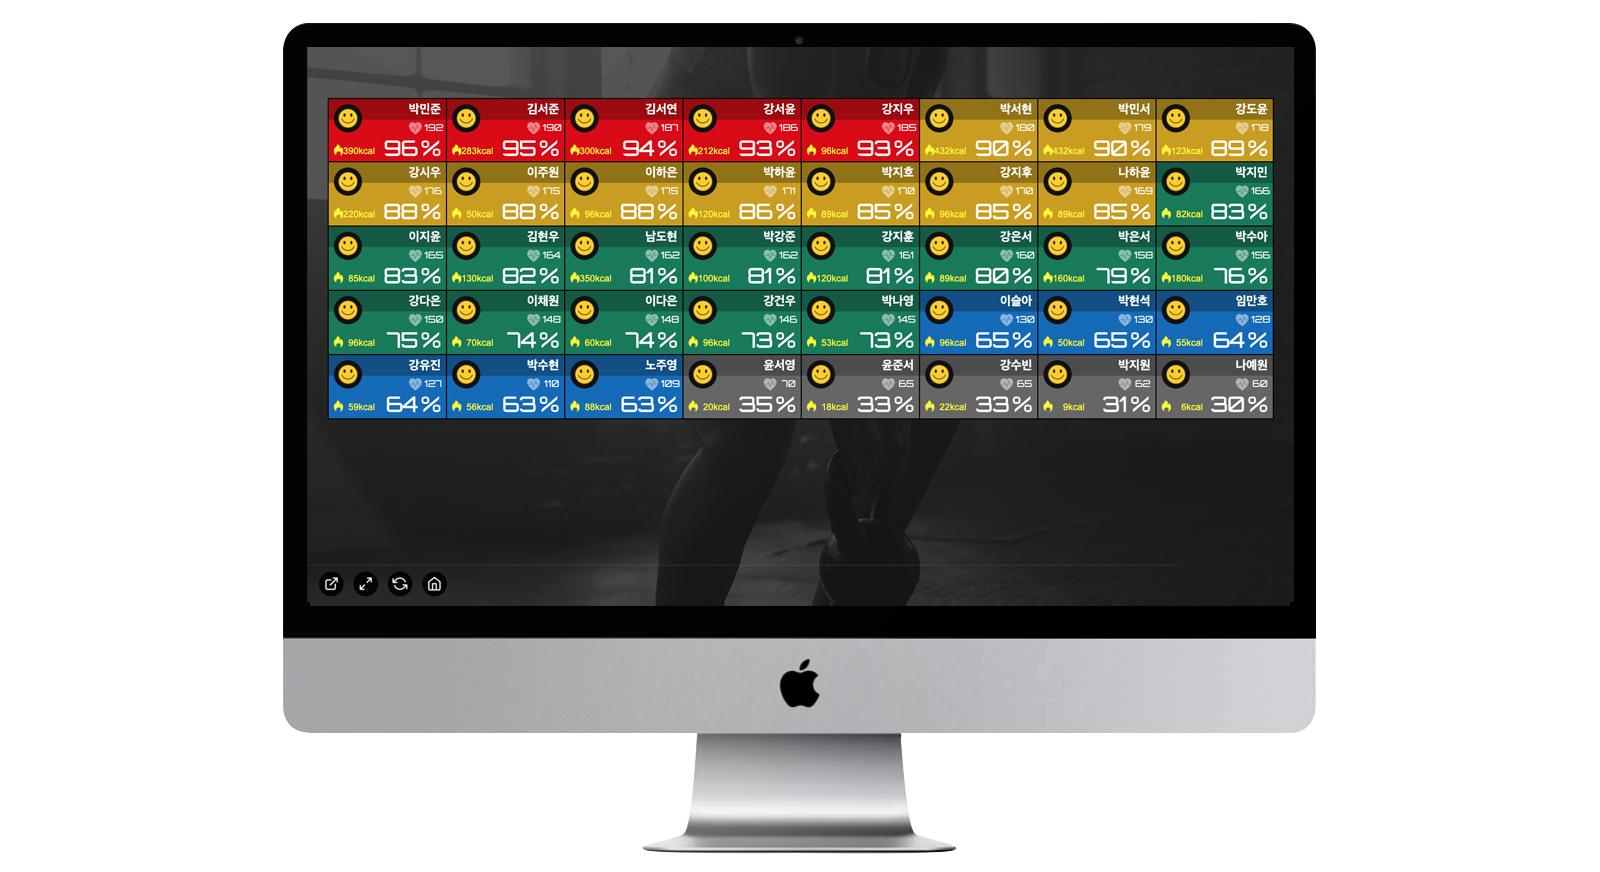 박민준 192 390kcal 96%
김서준 190 283kcal 95%
김서연 187 300kcal 94%
강서윤 186 212kcal 93%
강지우 185 96kcal 93%
박서현 180 432kcal 90%
박민서 179 432kcal 90%
강도윤 178 123kcal 89%
강시우 176 220kcal 88%
이주원 175 50kcal 88%
이하은 175 96kcal 88%
박하윤 171 120kcal 86%
박지호 170 89kcal 85%
강지후 170 96kcal 85%
나하윤 169 89kcal 85%
박지민 166 82kcal 83%
이지윤 165 85kcal 83%
김현우 164 130kcal 82%
남도현 162 350kcal 81%
박강준 162 100kcal 81%
강지훈 161 120kcal 81%
강은서 160 89kcal 80%
박은서 158 160kcal 79%
박수아 156 180kcal 76%
강다은 150 96kcal 75%
이채원 148 70kcal 74%
이다은 148 60kcal 74%
강건우 146 96kcal 73%
박나영 145 53kcal 73%
이슬아 130 96kcal 65%
박현석 130 50kcal 65%
임만호 128 55kcal 64%
강유진 127 59kcal 64%
박수현 110 56kcal 63%
노주영 109 88kcal 63%
윤서영 70 20kcal 35%
윤준서 65 18kcal 33%
강수빈 65 22kcal 33%
박지원 62 9kcal 31%
나예원 60 6kcal 30%